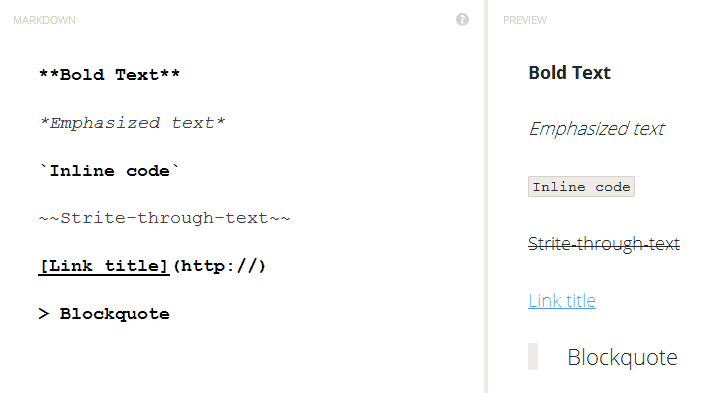 MARKDOWN
?
**Bold Text**
*Emphasized text*
`Inline code`
~~Strite-through-text~~
[Link title](http://)
> Blockquote
PREVIEW
Bold Text
Emphasized text
Inline code
Strite-through-text
Link title
Blockquote